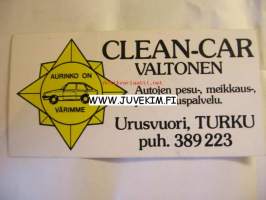 CLEAN-CAR
VALTONEN
AURINKO ON
VÄRIMME
Autojen pesu-, meikkaus-,
WWW.JUVEKIM.FI
Urusvuori, TURKU
puh. 389 223